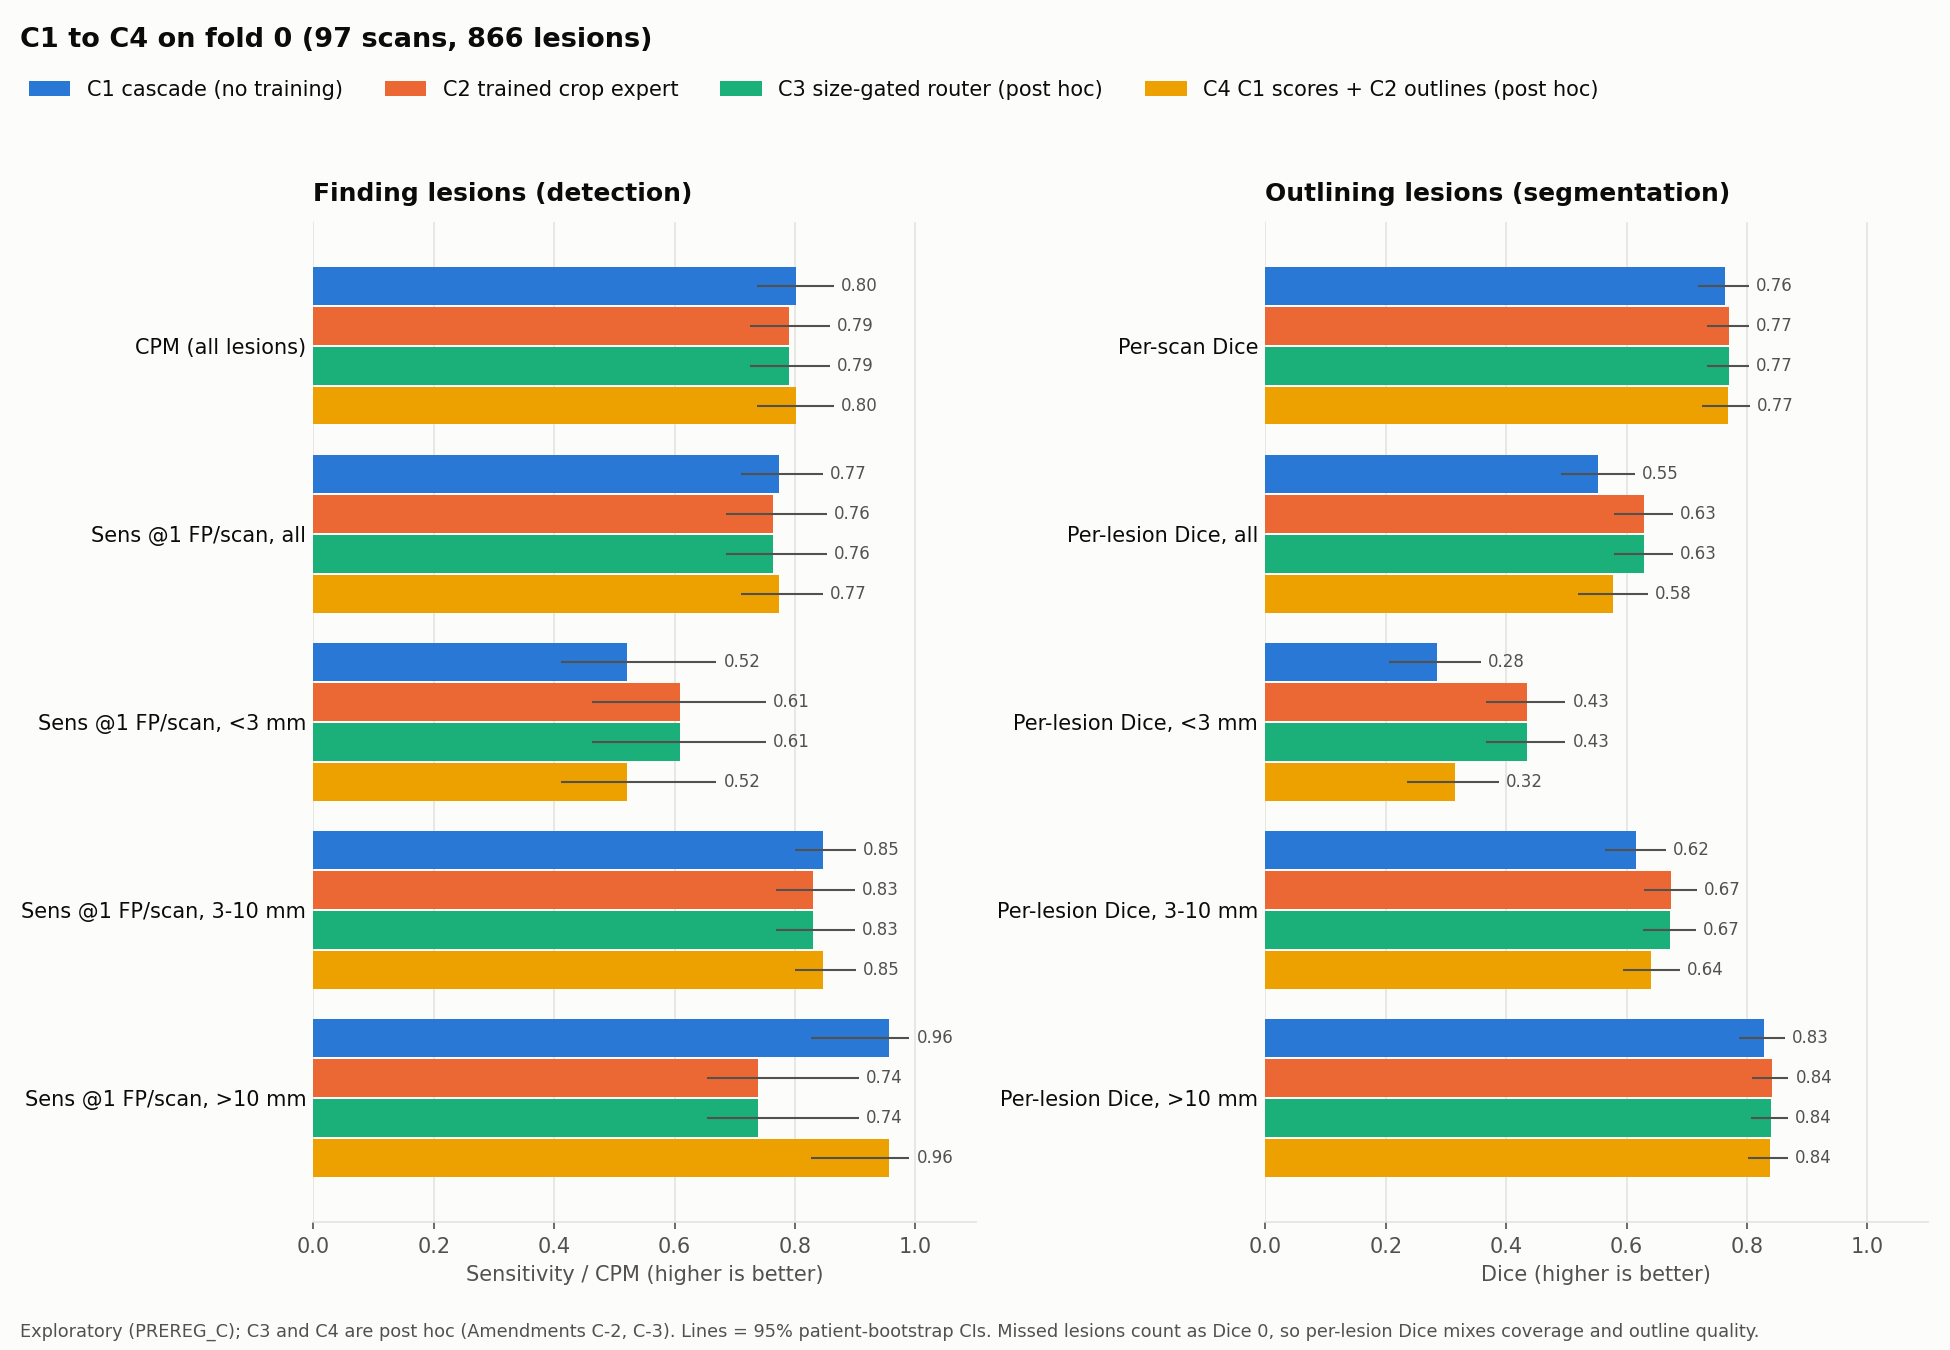 C1 to C4 on fold 0 (97 scans, 866 lesions)
C1 cascade (no training)
C2 trained crop expert
C3 size-gated router (post hoc)
C4 C1 scores + C2 outlines (post hoc)
Finding lesions (detection)
CPM (all lesions)
0.80
0.79
0.79
0.80
Sens @1 FP/scan, all
0.77
0.76
0.76
0.77
Sens @1 FP/scan, <3 mm
0.52
0.61
0.61
0.52
Sens @1 FP/scan, 3-10 mm
0.85
0.83
0.83
0.85
Sens @1 FP/scan, >10 mm
0.96
0.74
0.74
0.96
0.0 0.2 0.4 0.6 0.8 1.0
Sensitivity / CPM (higher is better)
Outlining lesions (segmentation)
Per-scan Dice
0.76
0.77
0.77
0.77
Per-lesion Dice, all
0.55
0.63
0.63
0.58
Per-lesion Dice, <3 mm
0.28
0.43
0.43
0.32
Per-lesion Dice, 3-10 mm
0.62
0.67
0.67
0.64
Per-lesion Dice, >10 mm
0.83
0.84
0.84
0.84
0.0 0.2 0.4 0.6 0.8 1.0
Dice (higher is better)
Exploratory (PREREG_C); C3 and C4 are post hoc (Amendments C-2, C-3). Lines = 95% patient-bootstrap CIs. Missed lesions count as Dice 0, so per-lesion Dice mixes coverage and outline quality.